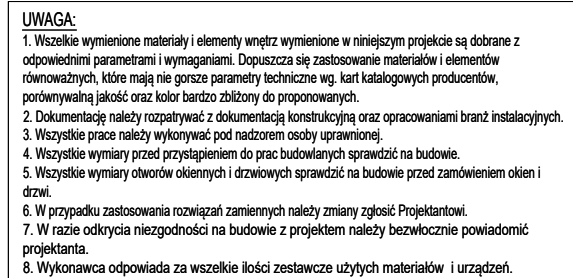 UWAGA:
1. Wszelkie wymienione materiały i elementy wnętrz wymienione w niniejszym projekcie są dobrane z
odpowiednimi parametrami i wymaganiami. Dopuszcza się zastosowanie materiałów i elementów
równoważnych, które mają nie gorsze parametry techniczne wg. kart katalogowych producentów,
porównywalną jakość oraz kolor bardzo zbliżony do proponowanych.
2. Dokumentację należy rozpatrywać z dokumentacją konstrukcyjną oraz opracowaniami branż instalacyjnych.
3. Wszystkie prace należy wykonywać pod nadzorem osoby uprawnionej.
4. Wszystkie wymiary przed przystąpieniem do prac budowlanych sprawdzić na budowie.
5. Wszystkie wymiary otworów okiennych i drzwiowych sprawdzić na budowie przed zamówieniem okien i
drzwi.
6. W przypadku zastosowania rozwiązań zamiennych należy zmiany zgłosić Projektantowi.
7. W razie odkrycia niezgodności na budowie z projektem należy bezwłocznie powiadomić
projektanta.
8. Wykonawca odpowiada za wszelkie ilości zestawcze użytych materiałów i urządzeń.